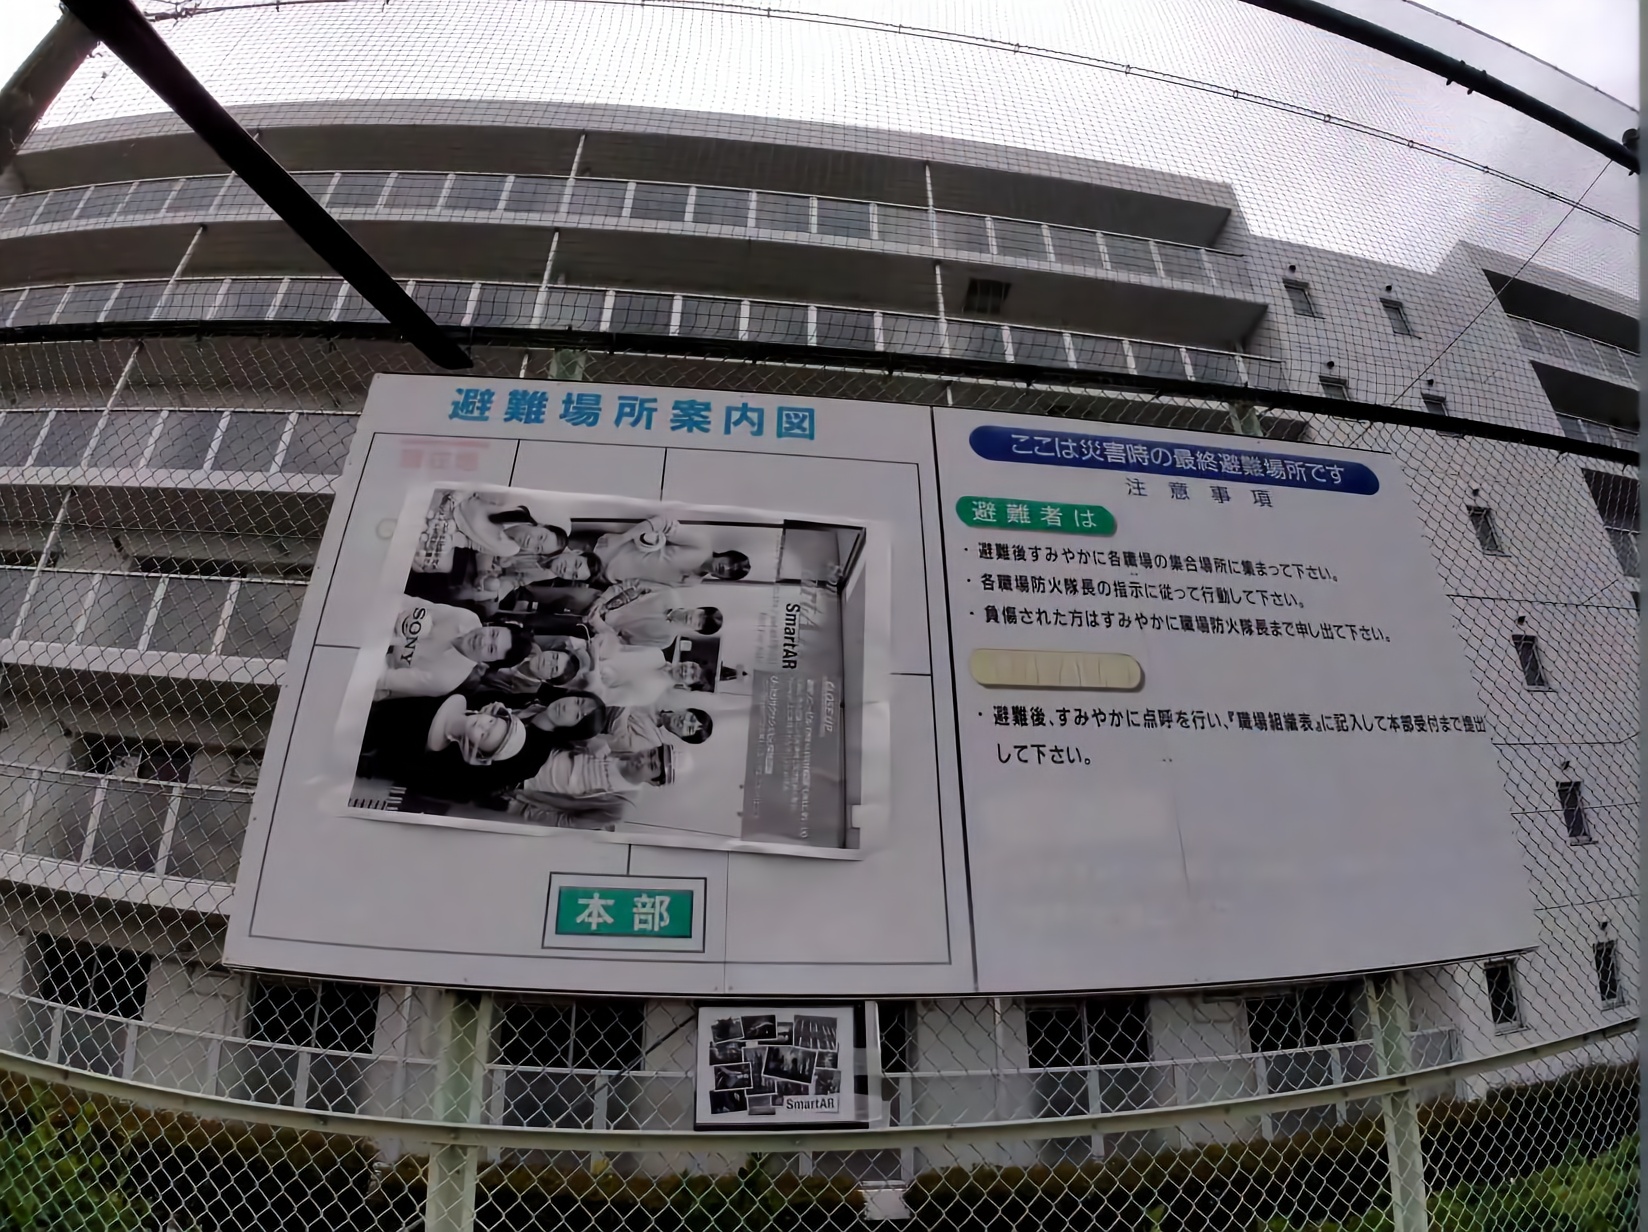 避難場所案内図
現在地
SONY
SmartAR
CLOSE UP
本部
ここは災害時の最終避難場所です
注意事項
避難者は
・避難後すみやかに各職場の集合場所に集まって下さい。
・各職場防火隊長の指示に従って行動して下さい。
・負傷された方はすみやかに職場防火隊長まで申し出て下さい。
・避難後、すみやかに点呼を行い、『職場組織表』に記入して本部受付まで提出
して下さい。
SmartAR